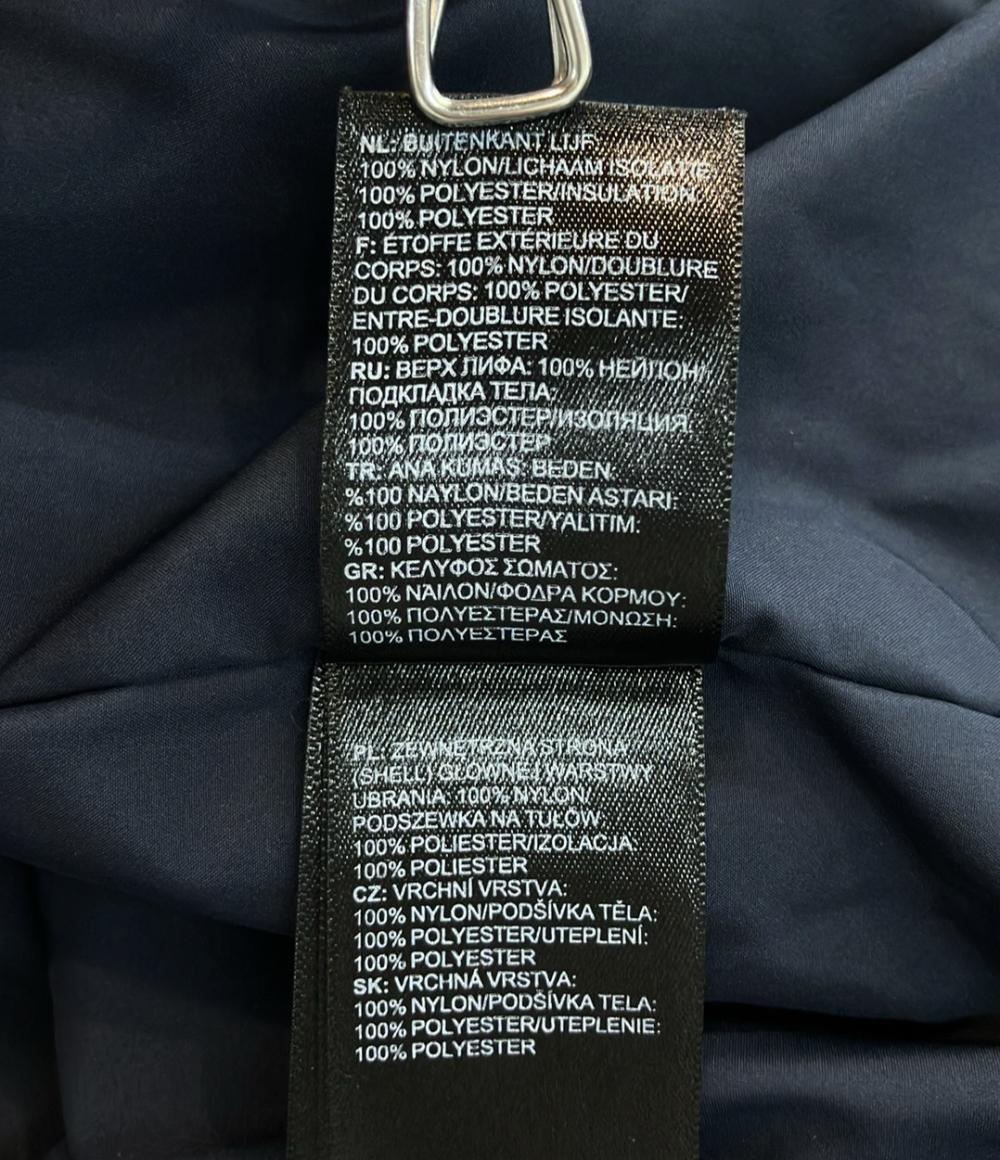 NL: BUITENKANT LIJF:
100% NYLON/LICHAAM ISOLATIE:
100% POLYESTER/INSULATION:
100% POLYESTER
F: ÉTOFFE EXTÉRIEURE DU
CORPS: 100% NYLON/DOUBLURE
DU CORPS: 100% POLYESTER/
ENTRE-DOUBLURE ISOLANTE:
100% POLYESTER
RU: ВЕРХ ЛИФА: 100% НЕЙЛОН/
ПОДКЛАДКА ТЕЛА:
100% ПОЛИЭСТЕР/ИЗОЛЯЦИЯ:
100% ПОЛИЭСТЕР
TR: ANA KUMAŞ: BEDEN:
%100 NAYLON/BEDEN ASTARI:
%100 POLYESTER/YALITIM:
%100 POLYESTER
GR: ΚΕΛΥΦΟΣ ΣΩΜΑΤΟΣ:
100% ΝΑΙΛΟΝ/ΦΟΔΡΑ ΚΟΡΜΟΥ:
100% ΠΟΛΥΕΣΤΕΡΑΣ/ΜΟΝΩΣΗ:
100% ΠΟΛΥΕΣΤΕΡΑΣ
PL: ZEWNĘTRZNA STRONA
(SHELL) GŁÓWNEJ WARSTWY
UBRANIA: 100% NYLON/
PODSZEWKA NA TUŁÓW:
100% POLIESTER/IZOLACJA:
100% POLIESTER
CZ: VRCHNÍ VRSTVA:
100% NYLON/PODŠÍVKA TĚLA:
100% POLYESTER/UTEPLENÍ:
100% POLYESTER
SK: VRCHNÁ VRSTVA:
100% NYLON/PODŠÍVKA TELA:
100% POLYESTER/UTEPLENIE:
100% POLYESTER